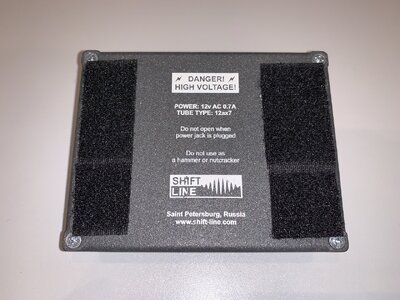 DANGER!
HIGH VOLTAGE!
POWER: 12v AC 0.7A
TUBE TYPE: 12ax7
Do not open when
power jack is plugged
Do not use as
a hammer or nutcracker
SHIFT
LINE
Saint Petersburg, Russia
www.shift-line.com